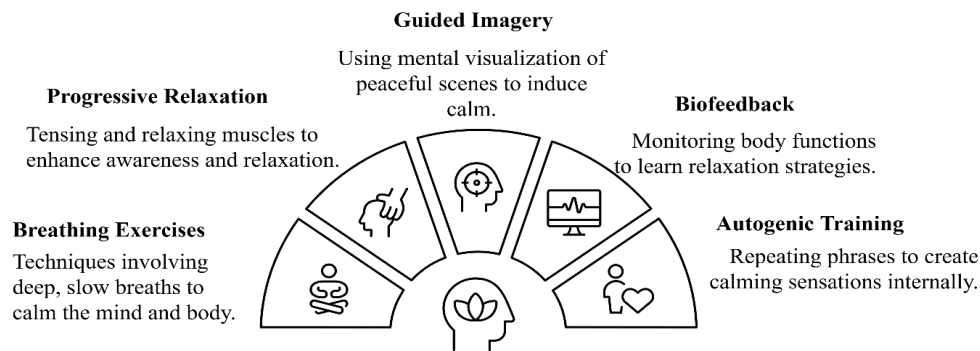 Guided Imagery
Using mental visualization of
peaceful scenes to induce
calm.
Progressive Relaxation
Tensing and relaxing muscles to
enhance awareness and relaxation.
Biofeedback
Monitoring body functions
to learn relaxation strategies.
Breathing Exercises
Techniques involving
deep, slow breaths to
calm the mind and body.
Autogenic Training
Repeating phrases to create
calming sensations internally.